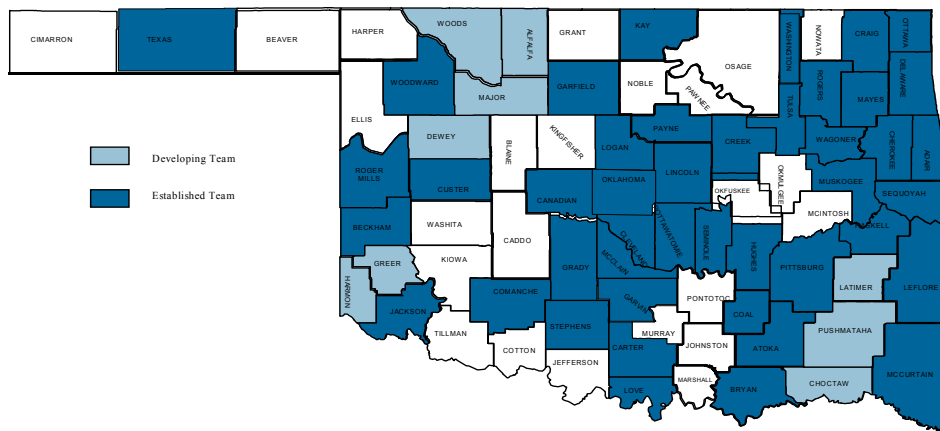 CIMARRON
TEXAS
BEAVER
HARPER
WOODS
ALFALFA
GRANT
KAY
OSAGE
WASHINGTON
NOWATA
CRAIG
OTTAWA
WOODWARD
MAJOR
GARFIELD
NOBLE
PAWNEE
TULSA
ROGERS
MAYES
DELAWARE
ELLIS
DEWEY
BLAINE
KINGFISHER
LOGAN
PAYNE
CREEK
WAGONER
CHEROKEE
ADAIR
Developing Team
Established Team
ROGER
MILLS
CUSTER
CANADIAN
OKLAHOMA
LINCOLN
OKFUSKEE
OKMULGEE
MUSKOGEE
SEQUOYAH
BECKHAM
WASHITA
CADDO
CLEVELAND
POTTAWATOMIE
SEMINOLE
HUGHES
MCINTOSH
HASKELL
GREER
KIOWA
GRADY
MCCLAIN
PITTSBURG
LATIMER
LEFLORE
HARMON
JACKSON
COMANCHE
GARVIN
PONTOTOC
COAL
TILLMAN
STEPHENS
MURRAY
PUSHMATAHA
COTTON
CARTER
JOHNSTON
ATOKA
JEFFERSON
MCCURTAIN
LOVE
MARSHALL
BRYAN
CHOCTAW